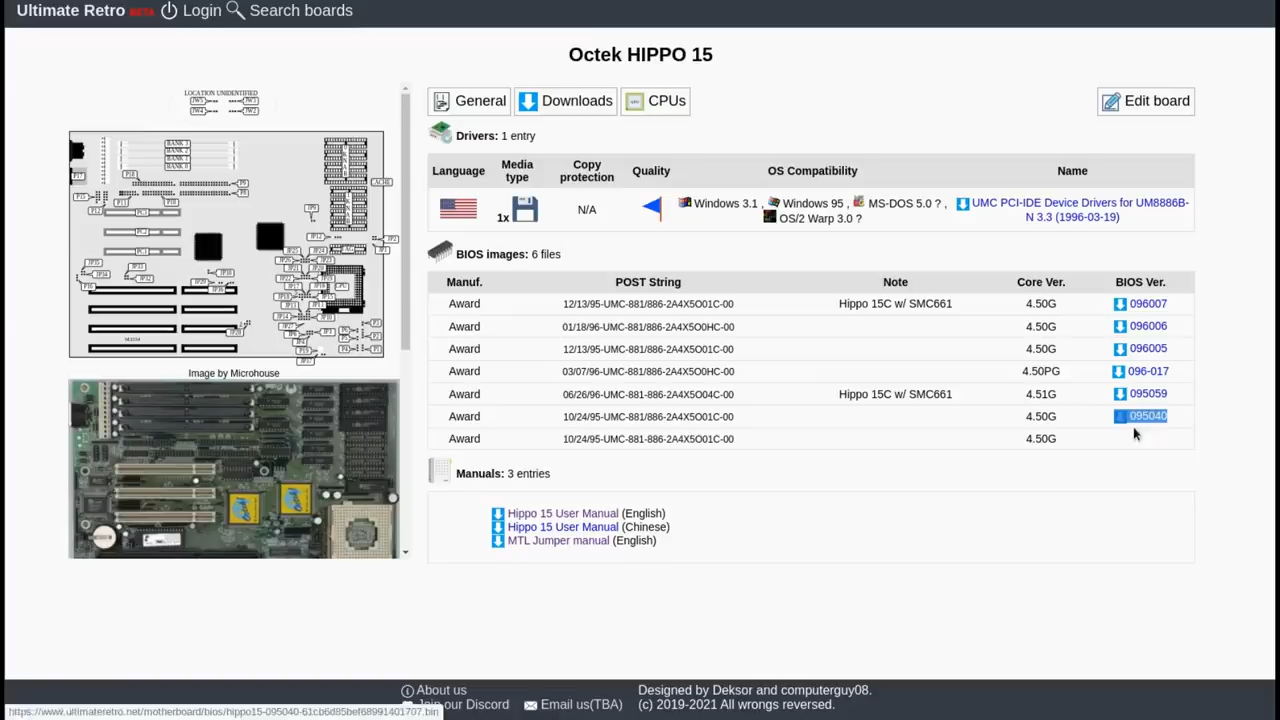 Ultimate Retro BETA Login Search boards
Octek HIPPO 15
General Downloads CPUs Edit board
Drivers: 1 entry
Language Media type Copy protection Quality OS Compatibility Name
1x N/A Windows 3.1 , Windows 95 , MS-DOS 5.0 ? , OS/2 Warp 3.0 ? UMC PCI-IDE Device Drivers for UM8886B-N 3.3 (1996-03-19)
BIOS images: 6 files
Manuf. POST String Note Core Ver. BIOS Ver.
Award 12/13/95-UMC-881/886-2A4X5O01C-00 Hippo 15C w/ SMC661 4.50G 096007
Award 01/18/96-UMC-881/886-2A4X5O0HC-00 4.50G 096006
Award 12/13/95-UMC-881/886-2A4X5O01C-00 4.50G 096005
Award 03/07/96-UMC-881/886-2A4X5O0HC-00 4.50PG 096-017
Award 06/26/96-UMC-881-886-2A4X5O04C-00 Hippo 15C w/ SMC661 4.51G 095059
Award 10/24/95-UMC-881/886-2A4X5O01C-00 4.50G 095040
Award 10/24/95-UMC-881-886-2A4X5O01C-00 4.50G
Manuals: 3 entries
Hippo 15 User Manual (English)
Hippo 15 User Manual (Chinese)
MTL Jumper manual (English)
LOCATION UNIDENTIFIED
BANK 3
BANK 2
BANK 1
BANK 0
CPU
Image by Microhouse
About us
Join our Discord Email us(TBA)
Designed by Deksor and computerguy08.
(c) 2019-2021 All wrongs reversed.